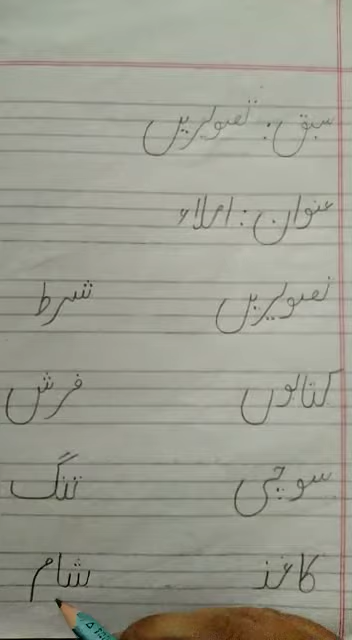 سبق: تصویریں
عنوان: املاء
تصویریں شرط
کتابوں فرش
سوچی تنگ
کاغذ شام